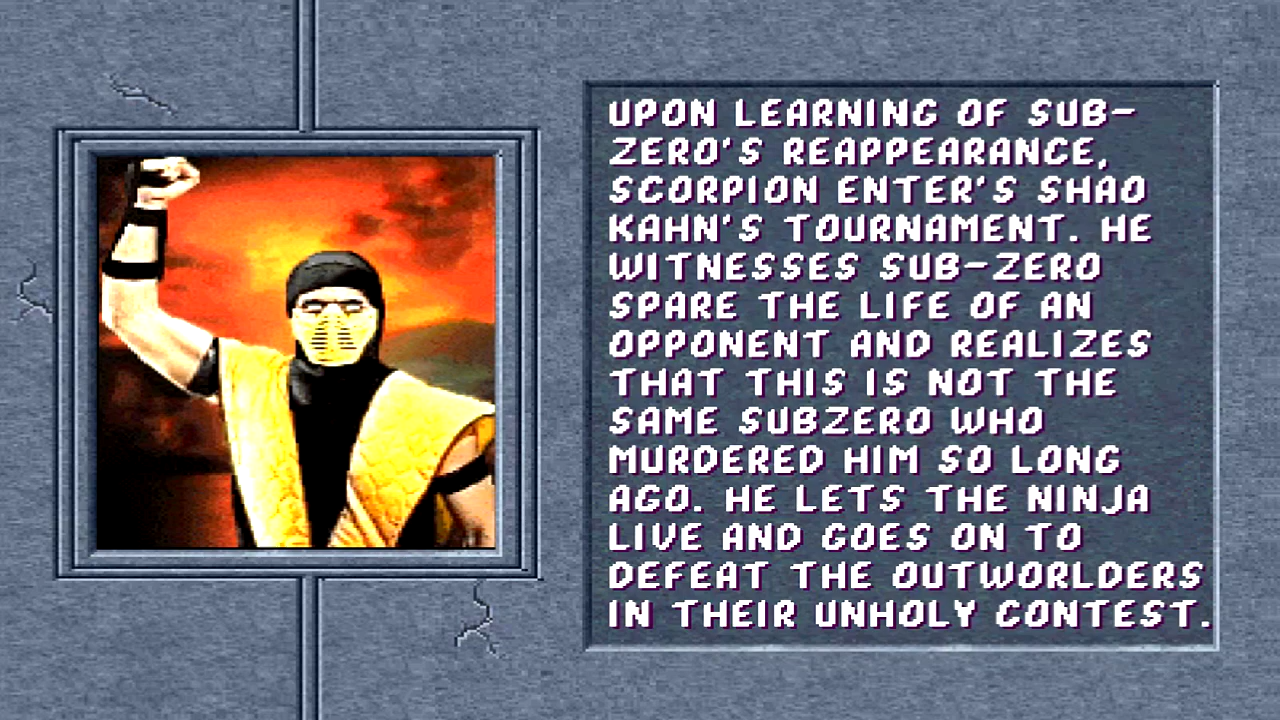 UPON LEARNING OF SUB-
ZERO'S REAPPEARANCE,
SCORPION ENTER'S SHAO
KAHN'S TOURNAMENT. HE
WITNESSES SUB-ZERO
SPARE THE LIFE OF AN
OPPONENT AND REALIZES
THAT THIS IS NOT THE
SAME SUBZERO WHO
MURDERED HIM SO LONG
AGO. HE LETS THE NINJA
LIVE AND GOES ON TO
DEFEAT THE OUTWORLDERS
IN THEIR UNHOLY CONTEST.